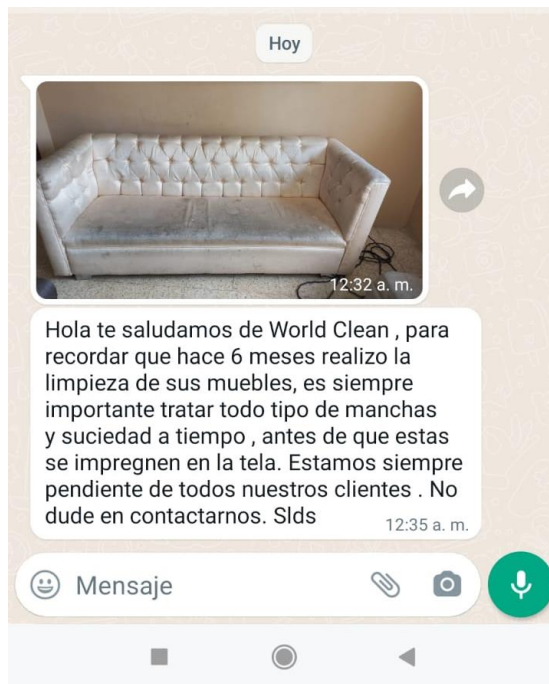 Hoy
12:32 a. m.
Hola te saludamos de World Clean , para
recordar que hace 6 meses realizo la
limpieza de sus muebles, es siempre
importante tratar todo tipo de manchas
y suciedad a tiempo , antes de que estas
se impregnen en la tela. Estamos siempre
pendiente de todos nuestros clientes . No
dude en contactarnos. Slds
12:35 a. m.
Mensaje